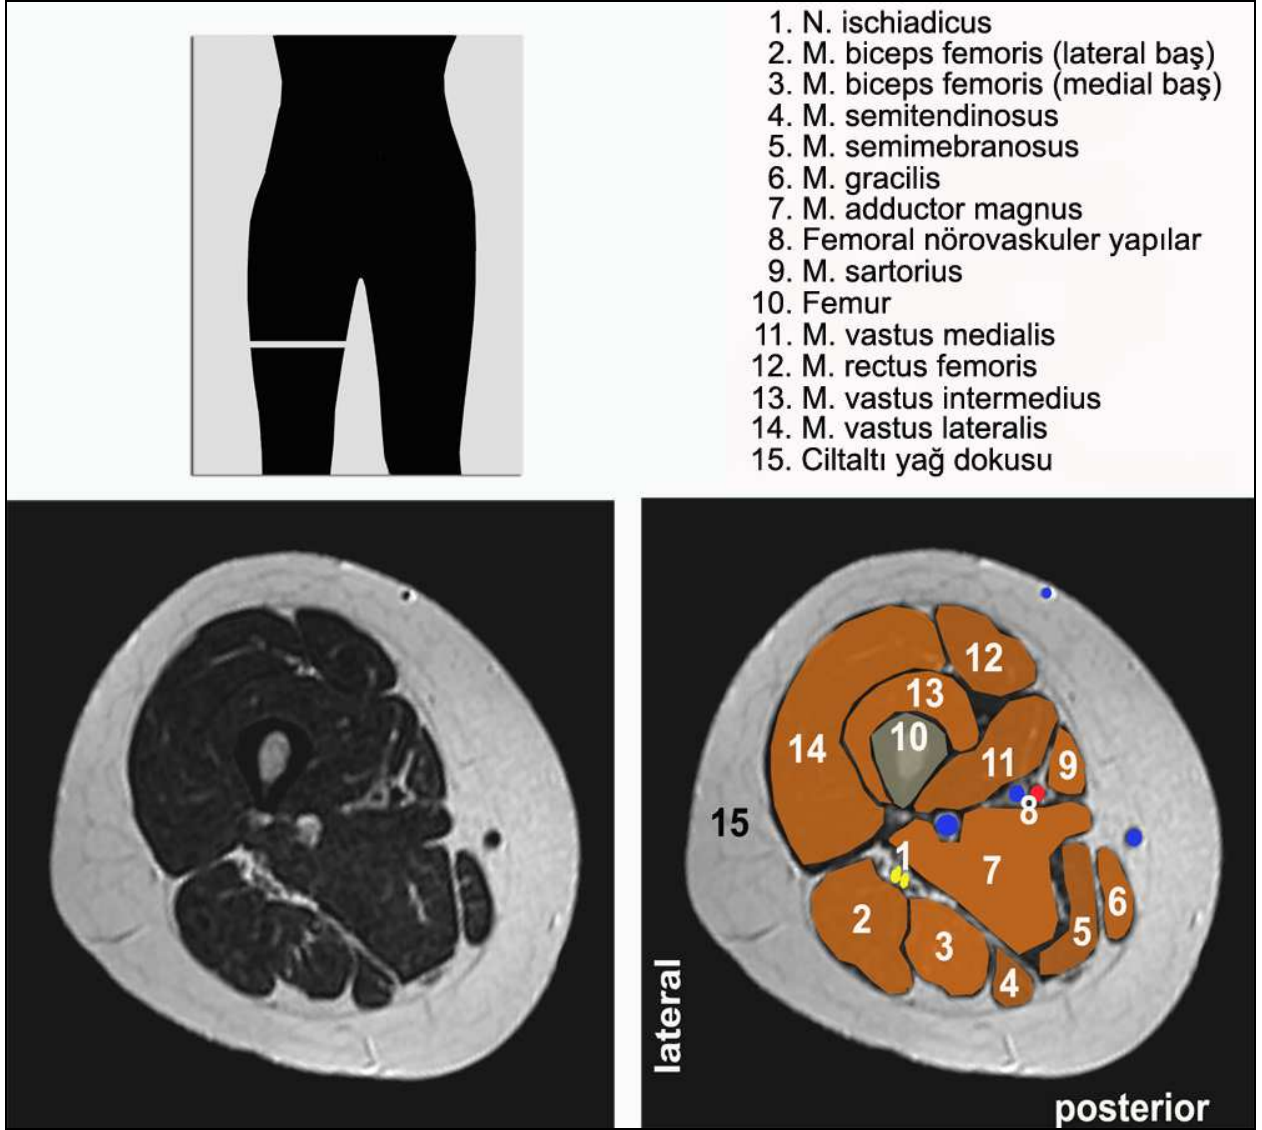 1. N. ischiadicus
2. M. biceps femoris (lateral baş)
3. M. biceps femoris (medial baş)
4. M. semitendinosus
5. M. semimebranosus
6. M. gracilis
7. M. adductor magnus
8. Femoral nörovaskuler yapılar
9. M. sartorius
10. Femur
11. M. vastus medialis
12. M. rectus femoris
13. M. vastus intermedius
14. M. vastus lateralis
15. Ciltaltı yağ dokusu
12
13
10
14
11
9
8
15
1
7
6
2
5
3
4
lateral
posterior